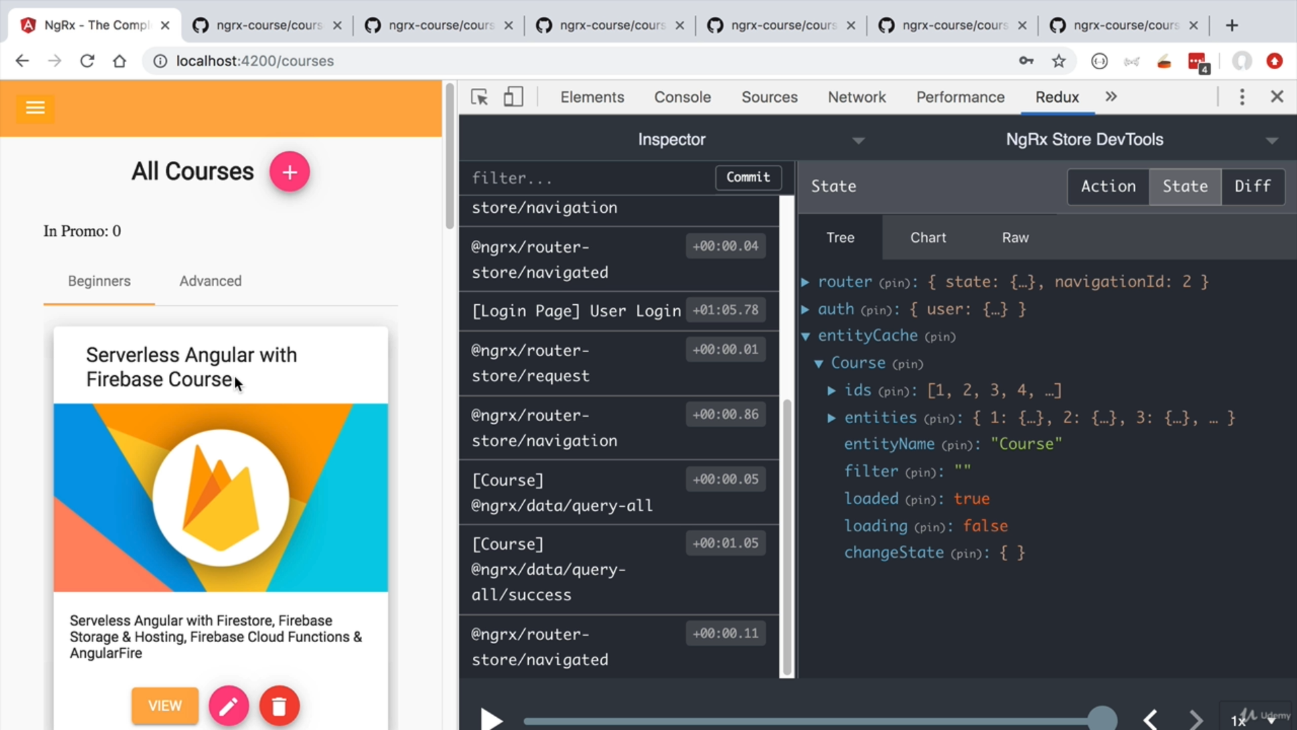 NgRx - The Compl
ngrx-course/cours
ngrx-course/cours
ngrx-course/cours
ngrx-course/cours
ngrx-course/cours
ngrx-course/cours
localhost:4200/courses
4
Elements
Console
Sources
Network
Performance
Redux
Inspector
NgRx Store DevTools
filter...
Commit
State
Action
State
Diff
Tree
Chart
Raw
All Courses
+
In Promo: 0
Beginners
Advanced
Serverless Angular with
Firebase Course
Serveless Angular with Firestore, Firebase
Storage & Hosting, Firebase Cloud Functions &
AngularFire
VIEW
store/navigation
@ngrx/router-
store/navigated
+00:00.04
[Login Page] User Login
+01:05.78
@ngrx/router-
store/request
+00:00.01
@ngrx/router-
store/navigation
+00:00.86
[Course]
@ngrx/data/query-all
+00:00.05
[Course]
@ngrx/data/query-
all/success
+00:01.05
@ngrx/router-
store/navigated
+00:00.11
router (pin): { state: {…}, navigationId: 2 }
auth (pin): { user: {…} }
entityCache (pin)
Course (pin)
ids (pin): [1, 2, 3, 4, …]
entities (pin): { 1: {…}, 2: {…}, 3: {…}, … }
entityName (pin): "Course"
filter (pin): ""
loaded (pin): true
loading (pin): false
changeState (pin): { }
1x
Udemy